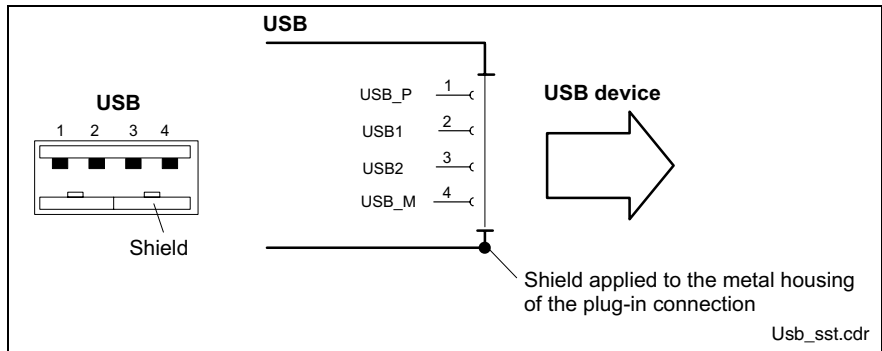 USB
USB
1 2 3 4
Shield
USB_P 1
USB1 2
USB2 3
USB_M 4
USB device
Shield applied to the metal housing
of the plug-in connection
Usb_sst.cdr